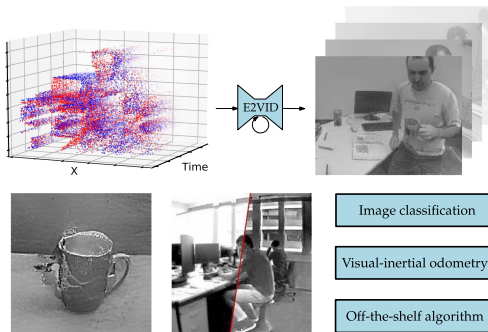 E2VID
X
Time
Image classification
Visual-inertial odometry
Off-the-shelf algorithm